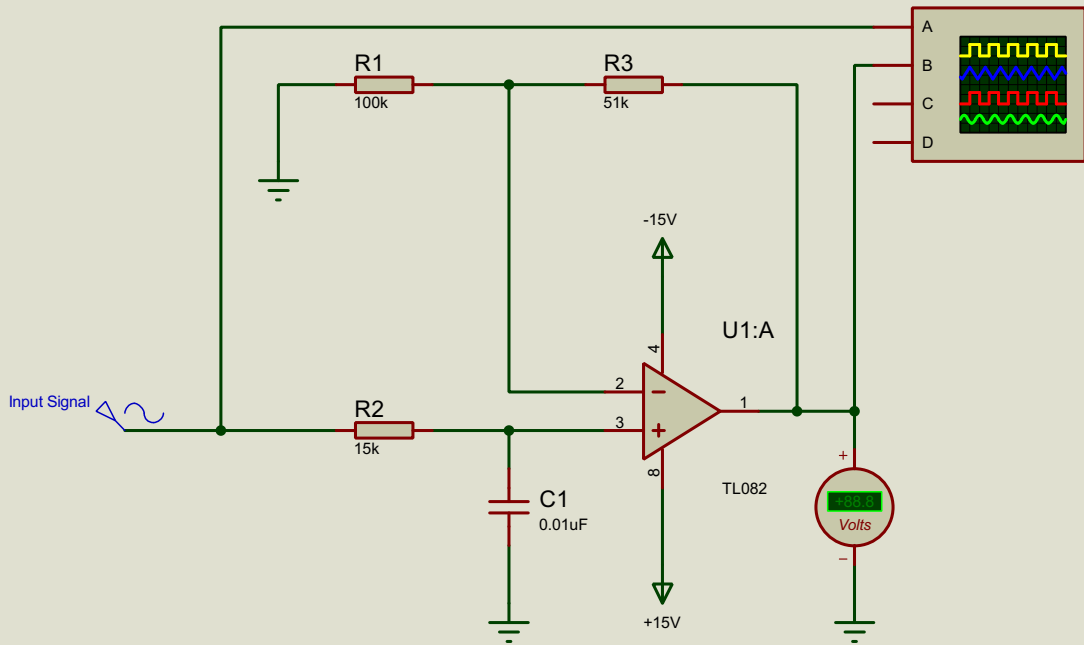 A
B
C
D
R1
100k
R3
51k
-15V
U1:A
4
2
3
1
8
Input Signal
R2
15k
C1
0.01uF
TL082
+15V
+
+88.8
Volts
−